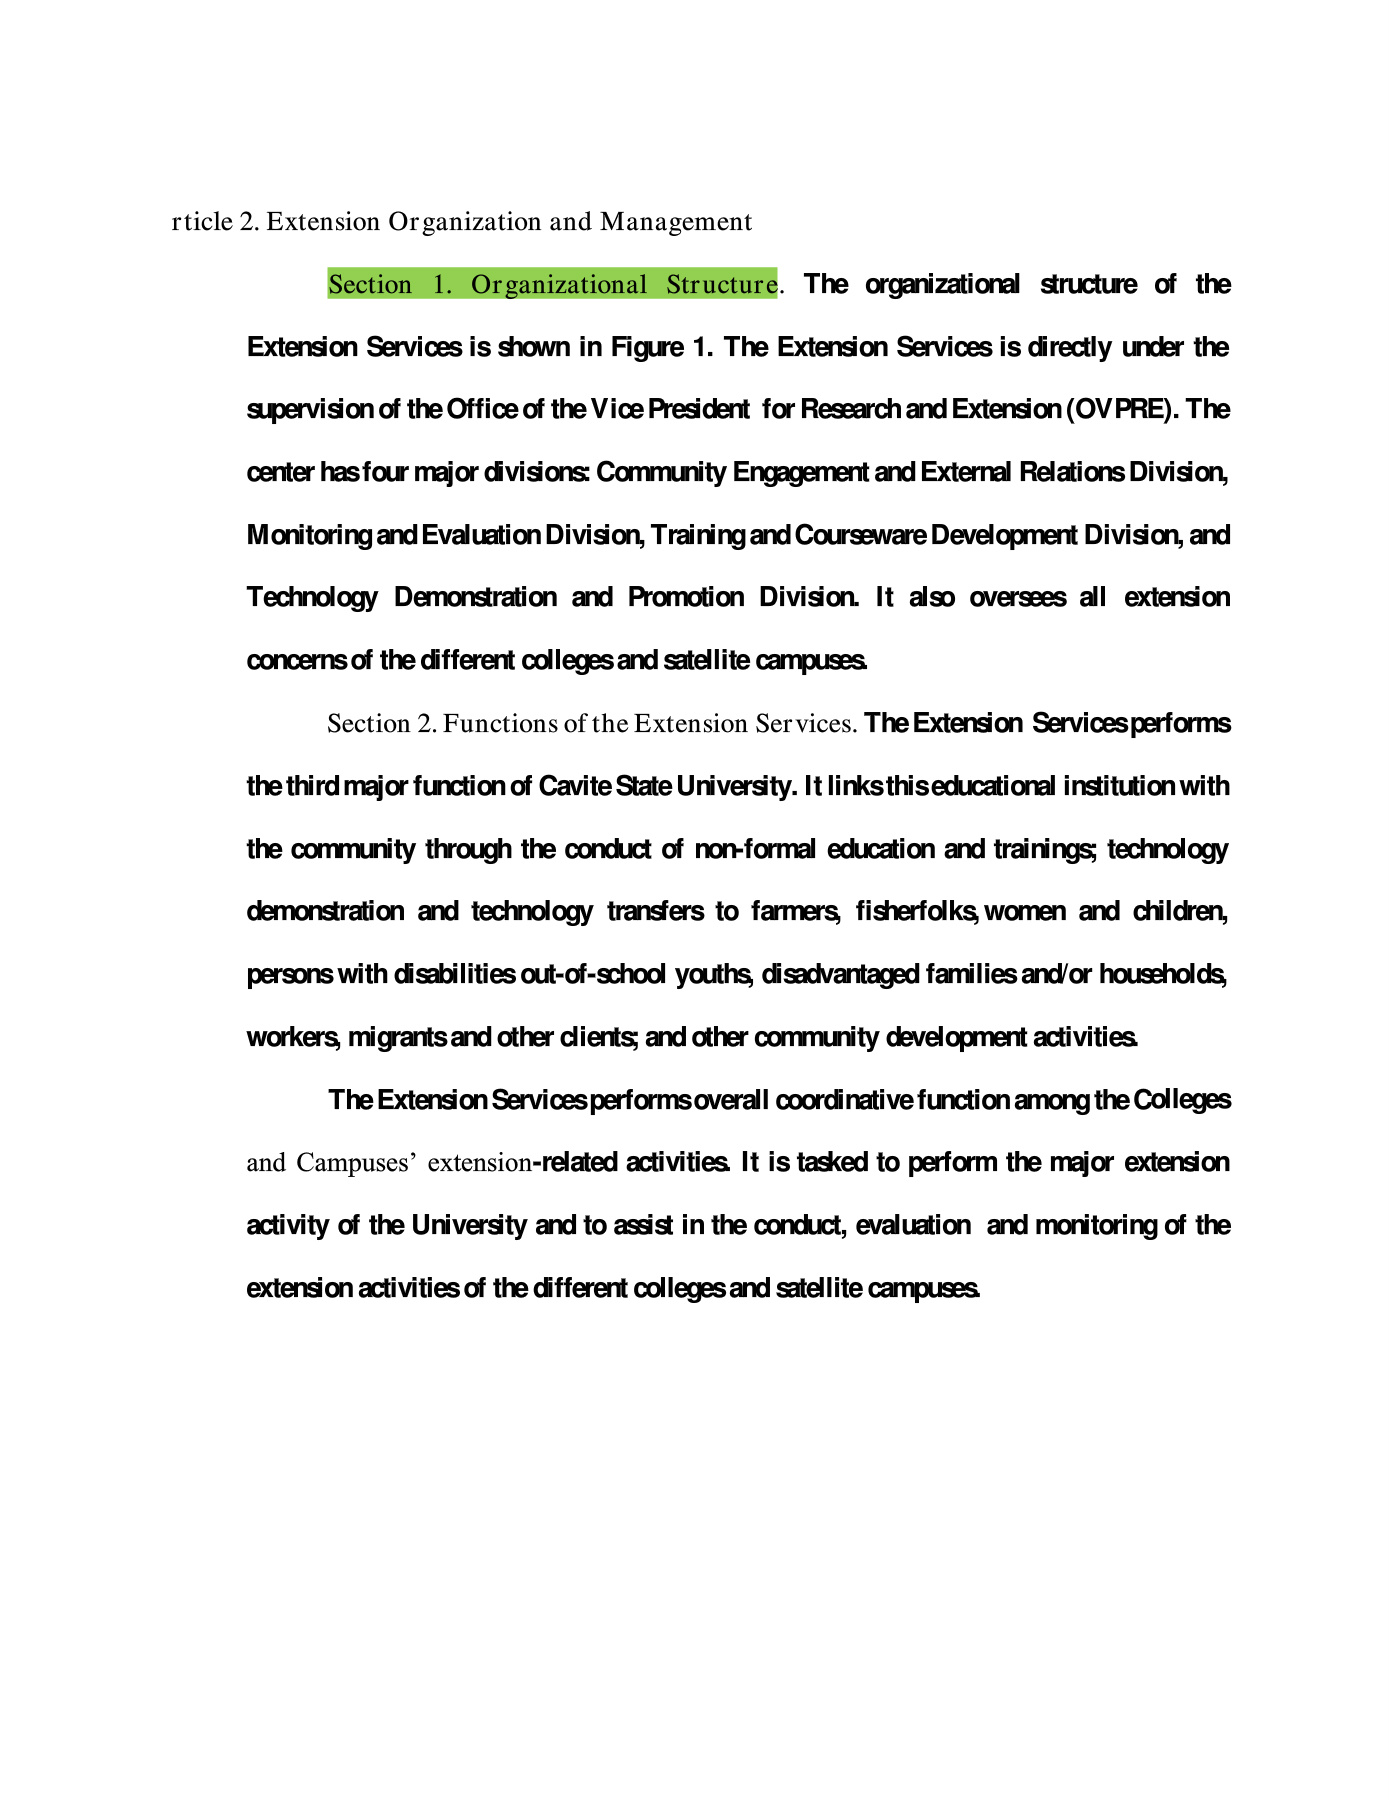 rticle 2. Extension Organization and Management
Section 1. Organizational Structure. The organizational structure of the
Extension Services is shown in Figure 1. The Extension Services is directly under the
supervision of the Office of the Vice President for Research and Extension (OVPRE). The
center has four major divisions: Community Engagement and External Relations Division,
Monitoring and Evaluation Division, Training and Courseware Development Division, and
Technology Demonstration and Promotion Division. It also oversees all extension
concerns of the different colleges and satellite campuses.
Section 2. Functions of the Extension Services. The Extension Services performs
the third major function of Cavite State University. It links this educational institution with
the community through the conduct of non-formal education and trainings; technology
demonstration and technology transfers to farmers, fisherfolks, women and children,
persons with disabilities out-of-school youths, disadvantaged families and/or households,
workers, migrants and other clients; and other community development activities.
The Extension Services performs overall coordinative function among the Colleges
and Campuses’ extension-related activities. It is tasked to perform the major extension
activity of the University and to assist in the conduct, evaluation and monitoring of the
extension activities of the different colleges and satellite campuses.